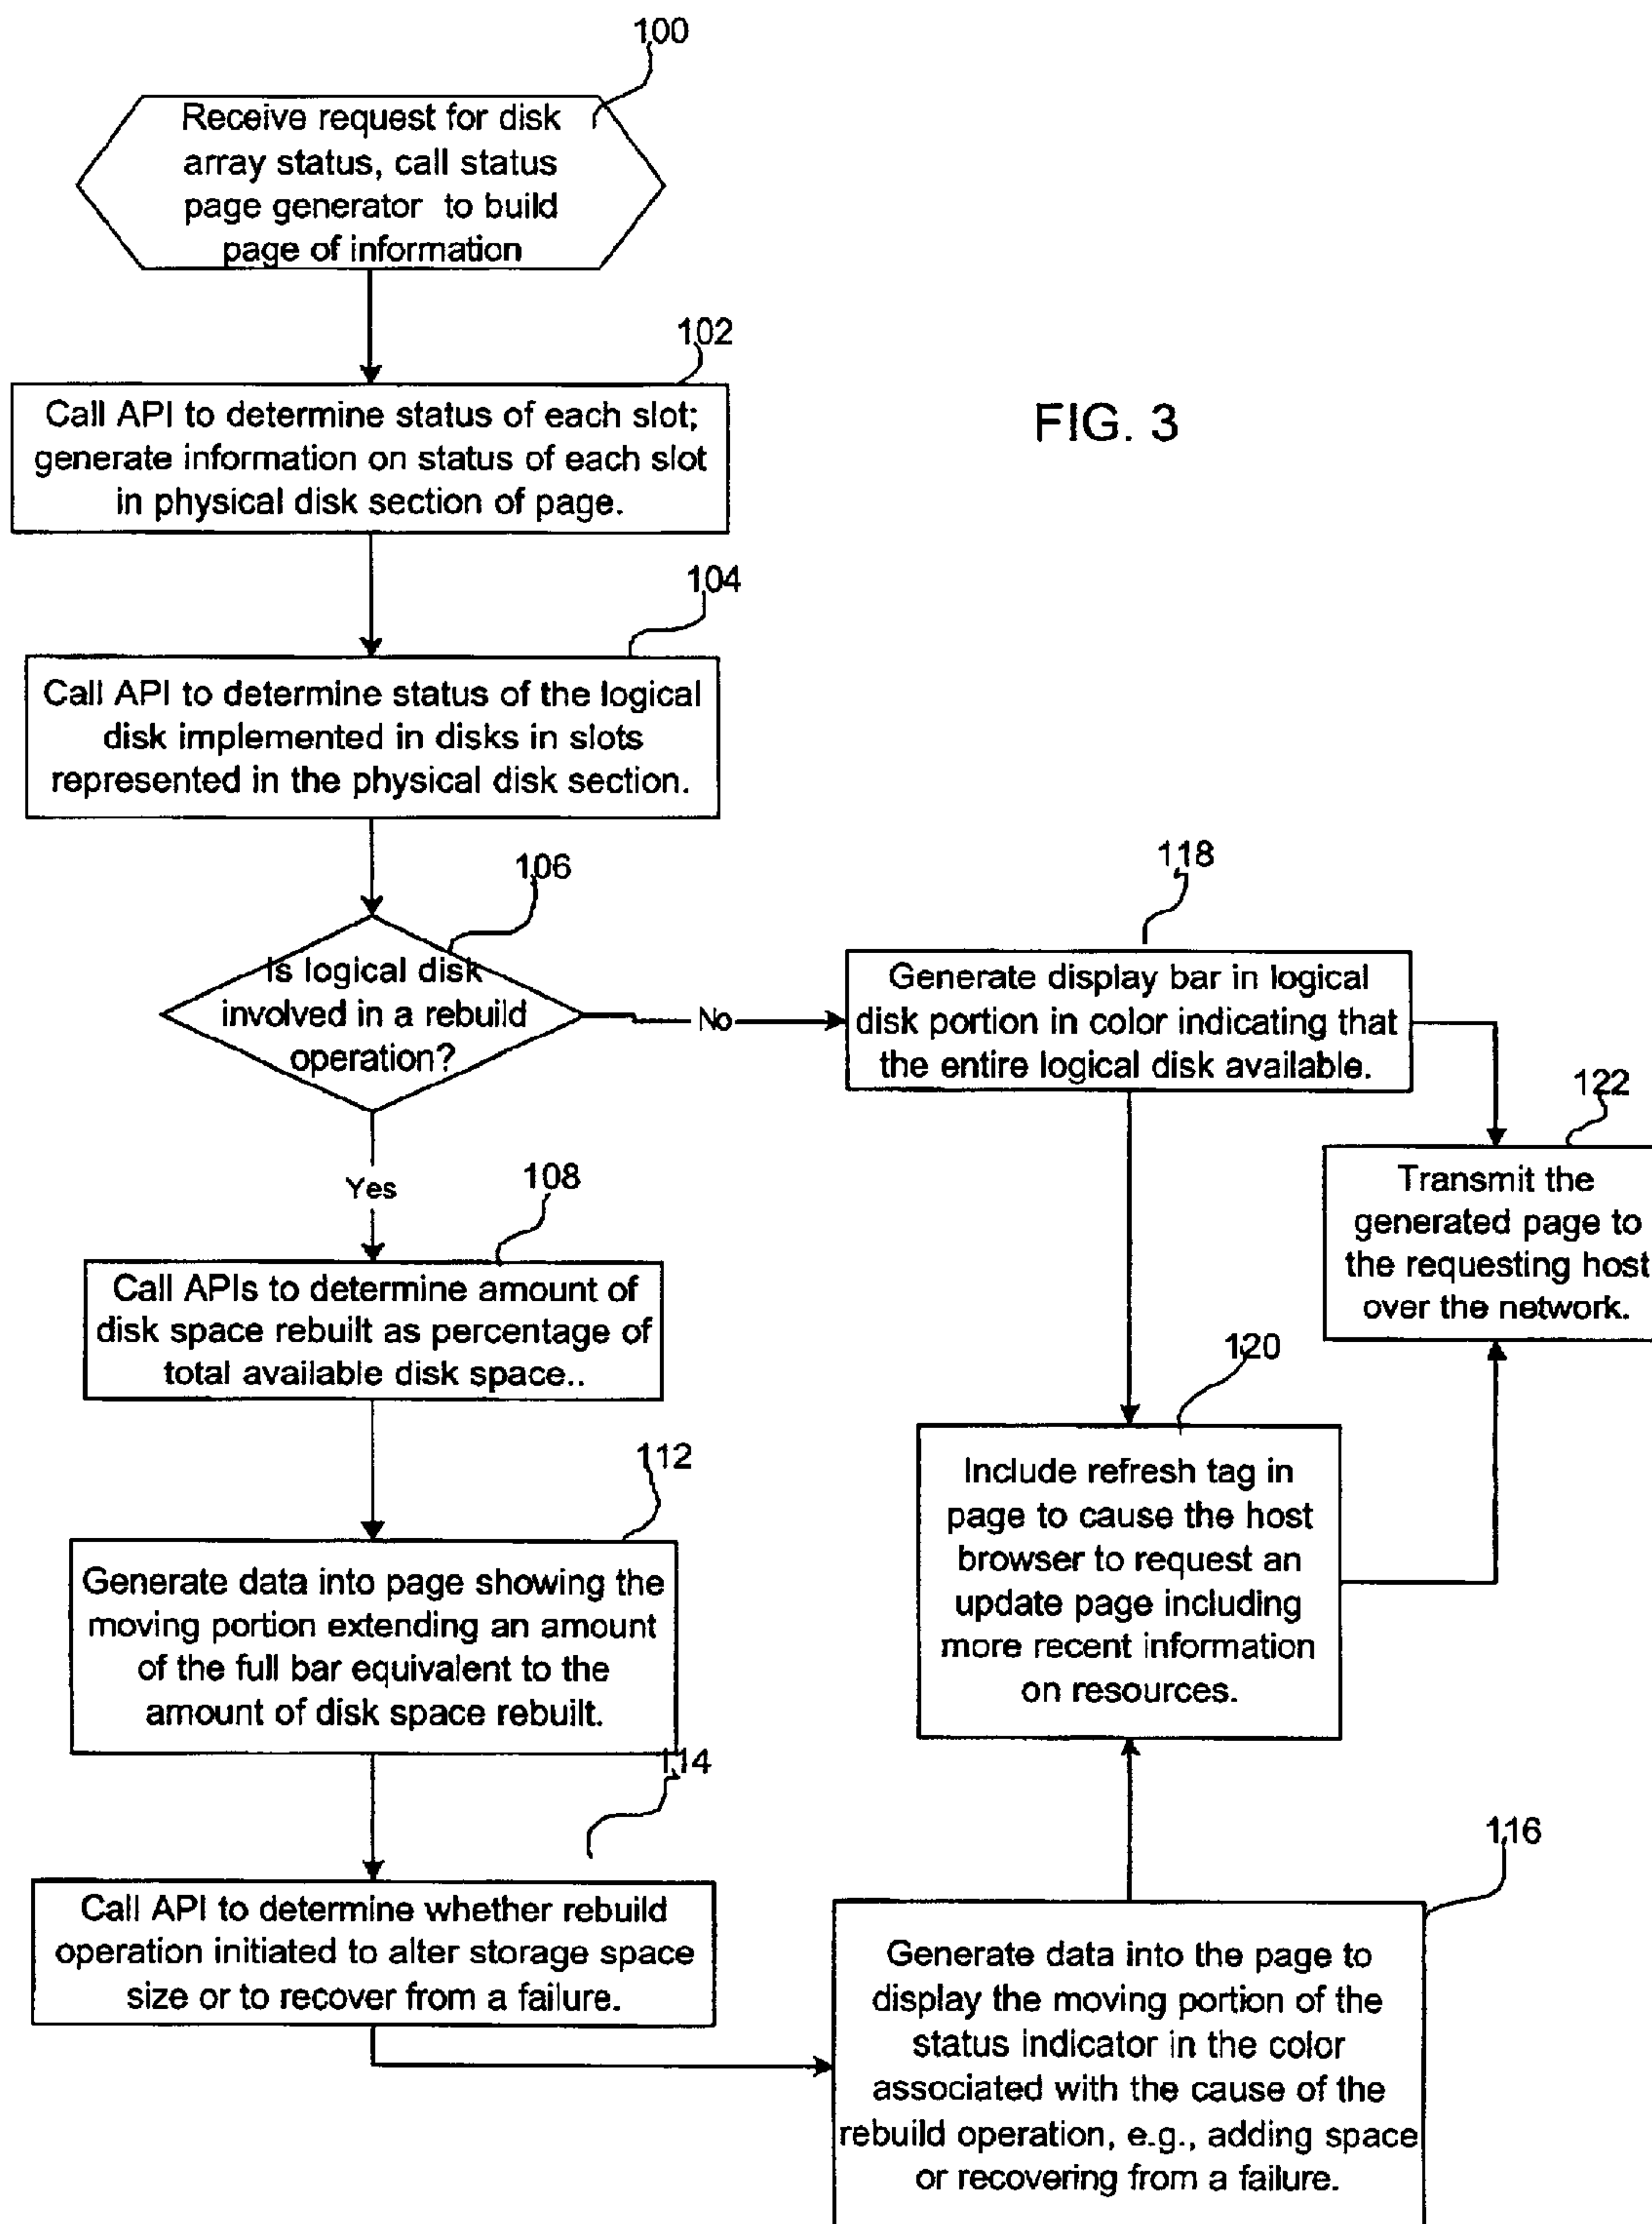 100
Receive request for disk
array status, call status
page generator to build
page of information
102
Call API to determine status of each slot;
generate information on status of each slot
in physical disk section of page.
FIG. 3
104
Call API to determine status of the logical
disk implemented in disks in slots
represented in the physical disk section.
106
Is logical disk
involved in a rebuild
operation?
No
118
Generate display bar in logical
disk portion in color indicating that
the entire logical disk available.
122
Transmit the
generated page to
the requesting host
over the network.
Yes
108
Call APIs to determine amount of
disk space rebuilt as percentage of
total available disk space..
120
Include refresh tag in
page to cause the host
browser to request an
update page including
more recent information
on resources.
112
Generate data into page showing the
moving portion extending an amount
of the full bar equivalent to the
amount of disk space rebuilt.
114
Call API to determine whether rebuild
operation initiated to alter storage space
size or to recover from a failure.
116
Generate data into the page to
display the moving portion of the
status indicator in the color
associated with the cause of the
rebuild operation, e.g., adding space
or recovering from a failure.